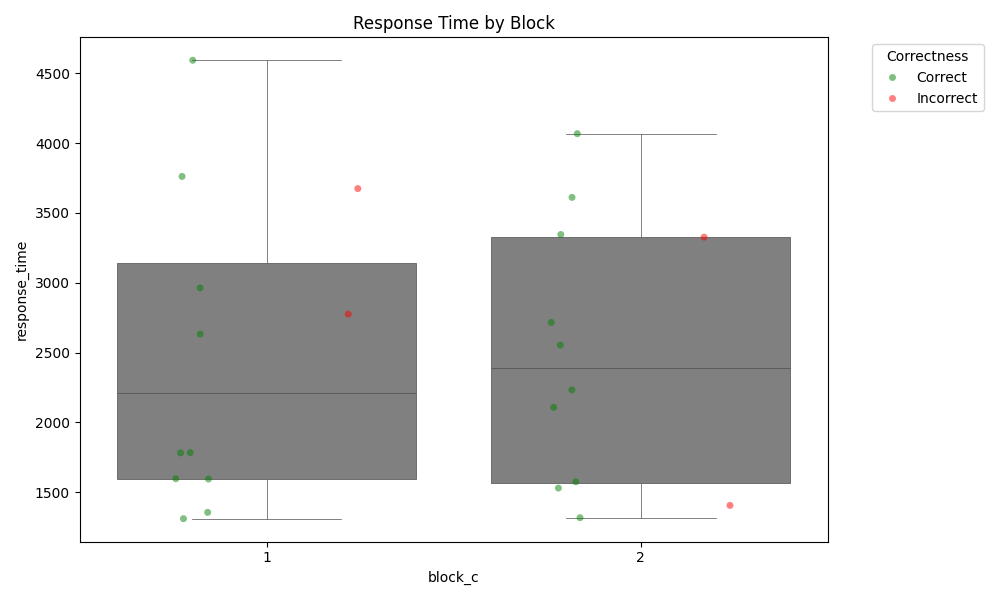 Response Time by Block
Correctness
Correct
Incorrect
4500
4000
3500
3000
2500
2000
1500
response_time
1
2
block_c